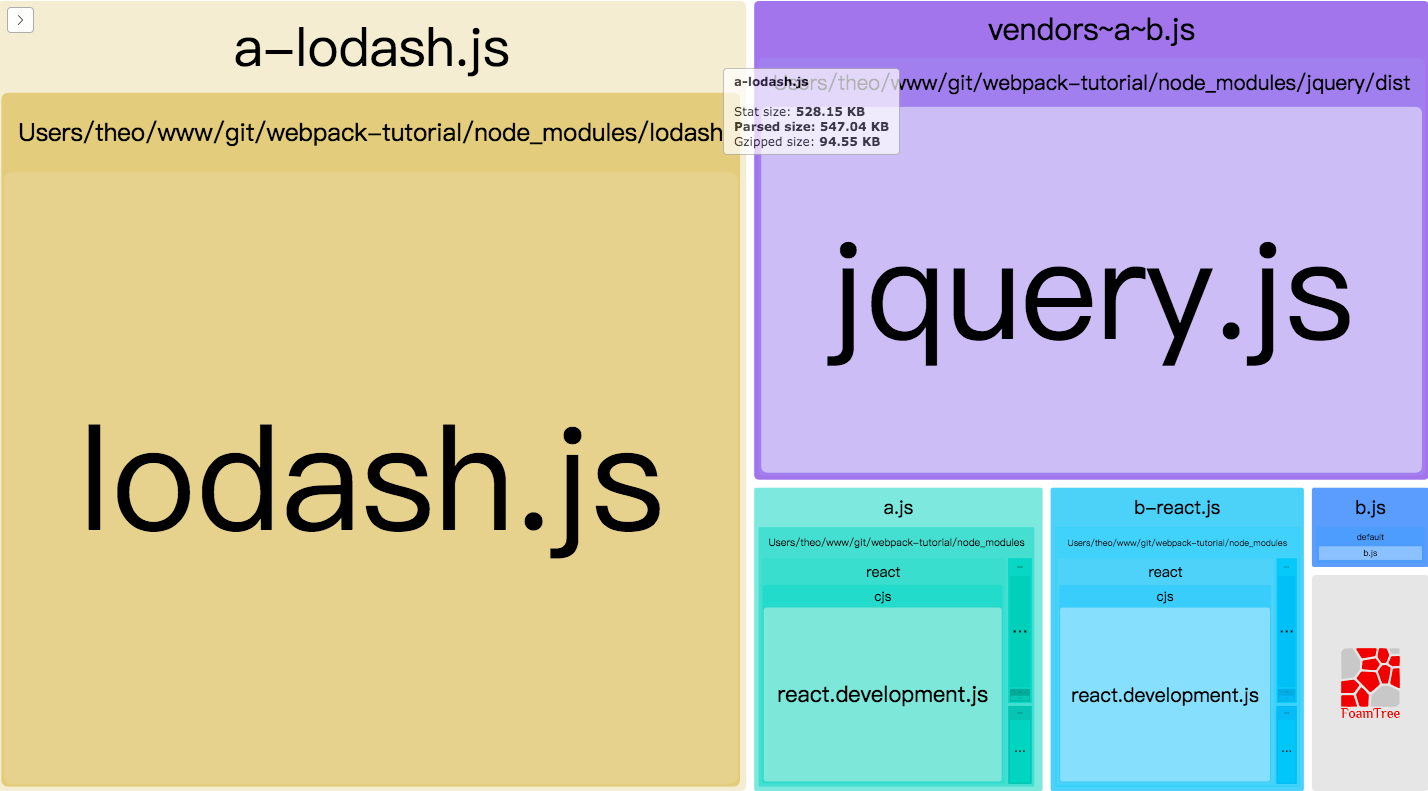 a-lodash.js
Users/theo/www/git/webpack-tutorial/node_modules/lodash
lodash.js
vendors~a~b.js
Users/theo/www/git/webpack-tutorial/node_modules/jquery/dist
jquery.js
a-lodash.js
Stat size: 528.15 KB
Parsed size: 547.04 KB
Gzipped size: 94.55 KB
a.js
Users/theo/www/git/webpack-tutorial/node_modules
react
cjs
react.development.js
...
...
b-react.js
Users/theo/www/git/webpack-tutorial/node_modules
react
cjs
react.development.js
...
...
b.js
default
b.js
FoamTree